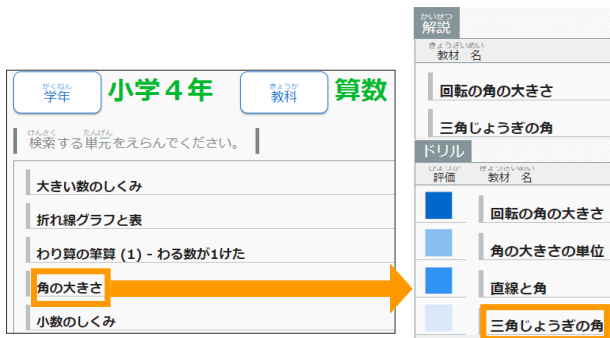 がくねん
学年
小学４年
きょうか
教科
算数
けんさく たんげん
検索する単元をえらんでください。
大きい数のしくみ
折れ線グラフと表
わり算の筆算 (1) - わる数が1けた
角の大きさ
小数のしくみ
かいせつ
解説
きょうざいめい
教材 名
回転の角の大きさ
三角じょうぎの角
ドリル
ひょうか きょうざいめい
評価 教材 名
回転の角の大きさ
角の大きさの単位
直線と角
三角じょうぎの角